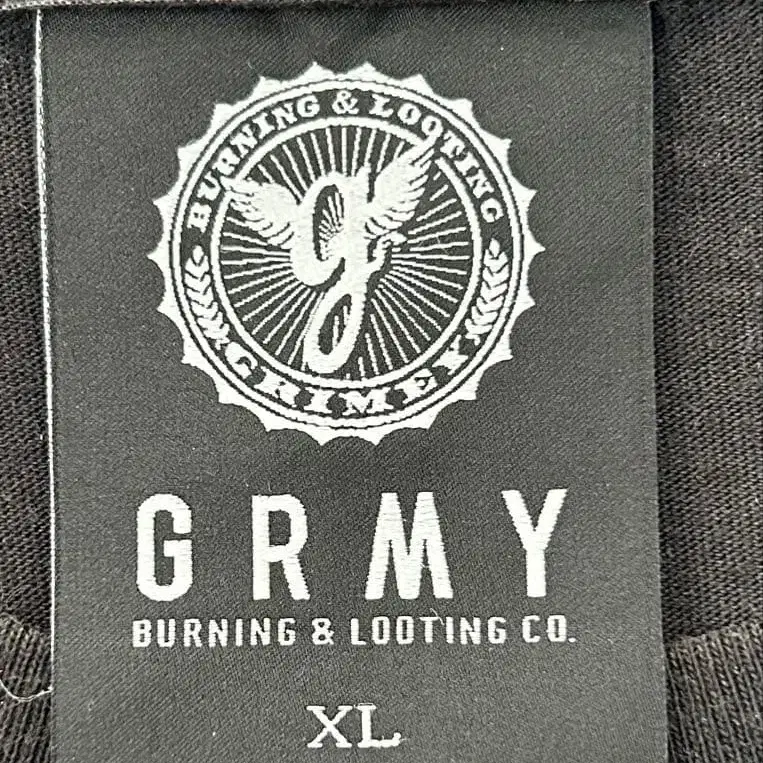 BURNING & LOOTING
g
GRIMEY
GRMY
BURNING & LOOTING CO.
XL